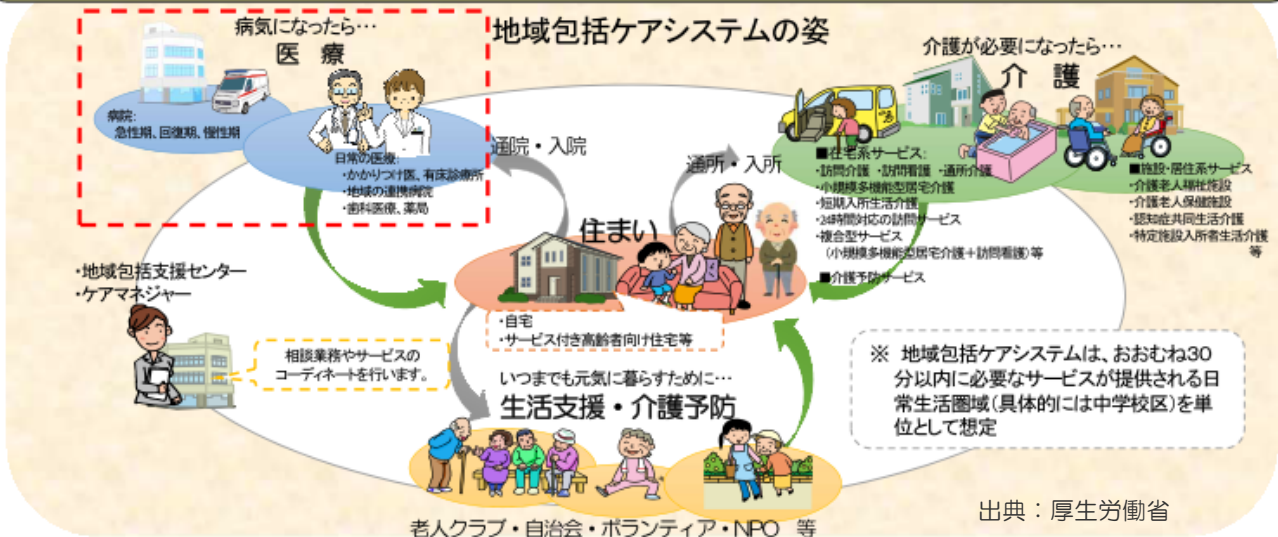 地域包括ケアシステムの姿
病気になったら…
医 療
病院:
急性期、回復期、慢性期
日常の医療:
・かかりつけ医、有床診療所
・地域の連携病院
・歯科医療、薬局
通院・入院
通所・入所
介護が必要になったら…
介 護
■在宅系サービス:
・訪問介護 ・訪問看護 ・通所介護
・小規模多機能型居宅介護
・短期入所生活介護
・24時間対応の訪問サービス
・複合型サービス
(小規模多機能型居宅介護+訪問看護)等
■介護予防サービス
■施設・居住系サービス
・介護老人福祉施設
・介護老人保健施設
・認知症共同生活介護
・特定施設入所者生活介護
等
住まい
・自宅
・サービス付き高齢者向け住宅等
・地域包括支援センター
・ケアマネジャー
相談業務やサービスの
コーディネートを行います。
いつまでも元気に暮らすために…
生活支援・介護予防
老人クラブ・自治会・ボランティア・NPO 等
※ 地域包括ケアシステムは、おおむね30
分以内に必要なサービスが提供される日
常生活圏域(具体的には中学校区)を単
位として想定
出典:厚生労働省